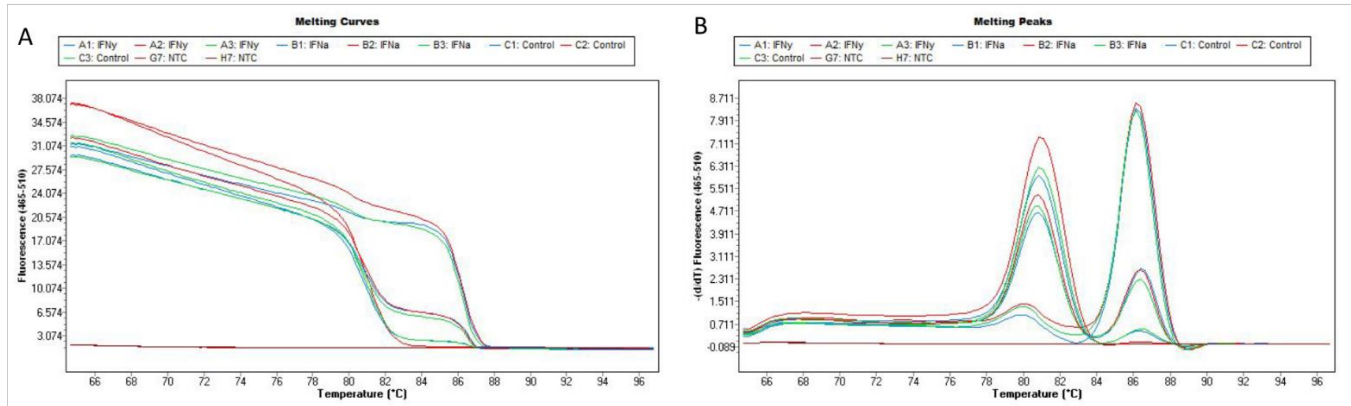 A
Melting Curves
A1: IFNy A2: IFNy A3: IFNy B1: IFNa B2: IFNa B3: IFNa C1: Control C2: Control
C3: Control G7: NTC H7: NTC
Fluorescence (465-510)
38.074
34.574
31.074
27.574
24.074
20.574
17.074
13.574
10.074
6.574
3.074
66 68 70 72 74 76 78 80 82 84 86 88 90 92 94 96
Temperature (°C)
B
Melting Peaks
A1: IFNy A2: IFNy A3: IFNy B1: IFNa B2: IFNa B3: IFNa C1: Control C2: Control
C3: Control G7: NTC H7: NTC
-(d/dT) Fluorescence (465-510)
8.711
7.911
7.111
6.311
5.511
4.711
3.911
3.111
2.311
1.511
0.711
-0.089
66 68 70 72 74 76 78 80 82 84 86 88 90 92 94 96
Temperature (°C)